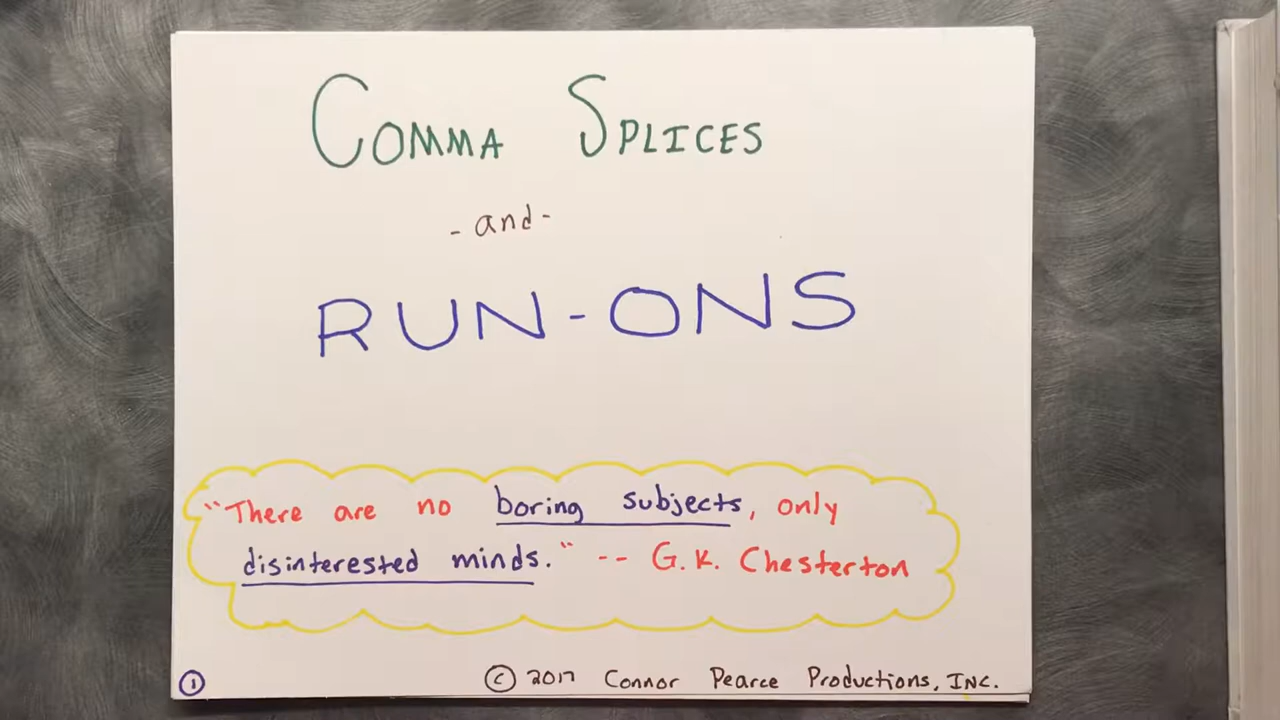 COMMA SPLICES
- and -
RUN-ONS
"There are no boring subjects, only
disinterested minds." -- G.K. Chesterton
1
© 2017 Connor Pearce Productions, INC.